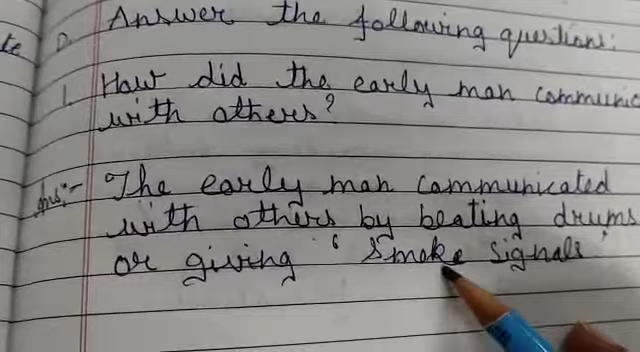 D. Answer the following questions:
1. How did the early man communic
with others?
Ans:- The early man communicated
with others by beating drums
or giving 'Smoke signals'